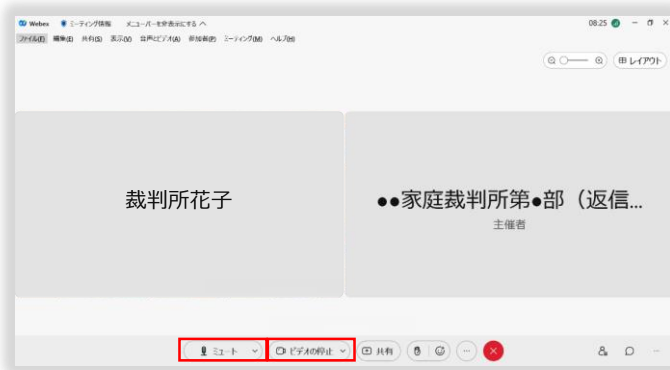 Webex ミーティング情報 メニューバーを非表示にする へ 08:25
ファイル(F) 編集(E) 共有(S) 表示(V) 音声とビデオ(A) 参加者(P) ミーティング(M) ヘルプ(H)
レイアウト
裁判所花子
●●家庭裁判所第●部（返信...
主催者
ミュート ビデオの停止 共有